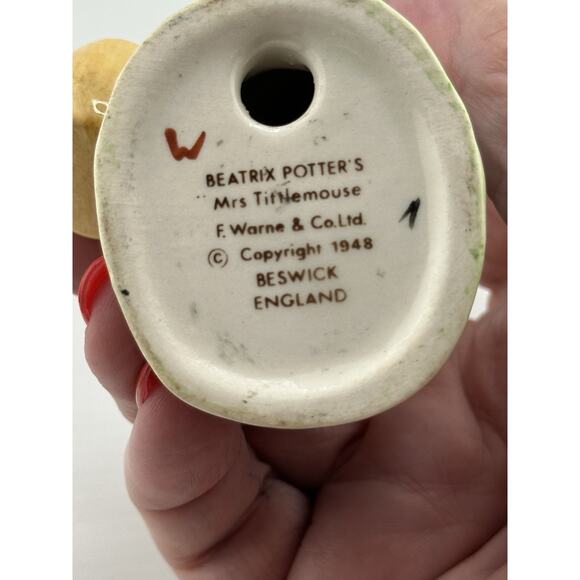 W
BEATRIX POTTER'S
Mrs Tittlemouse
F. Warne & Co. Ltd.
© Copyright 1948
BESWICK
ENGLAND